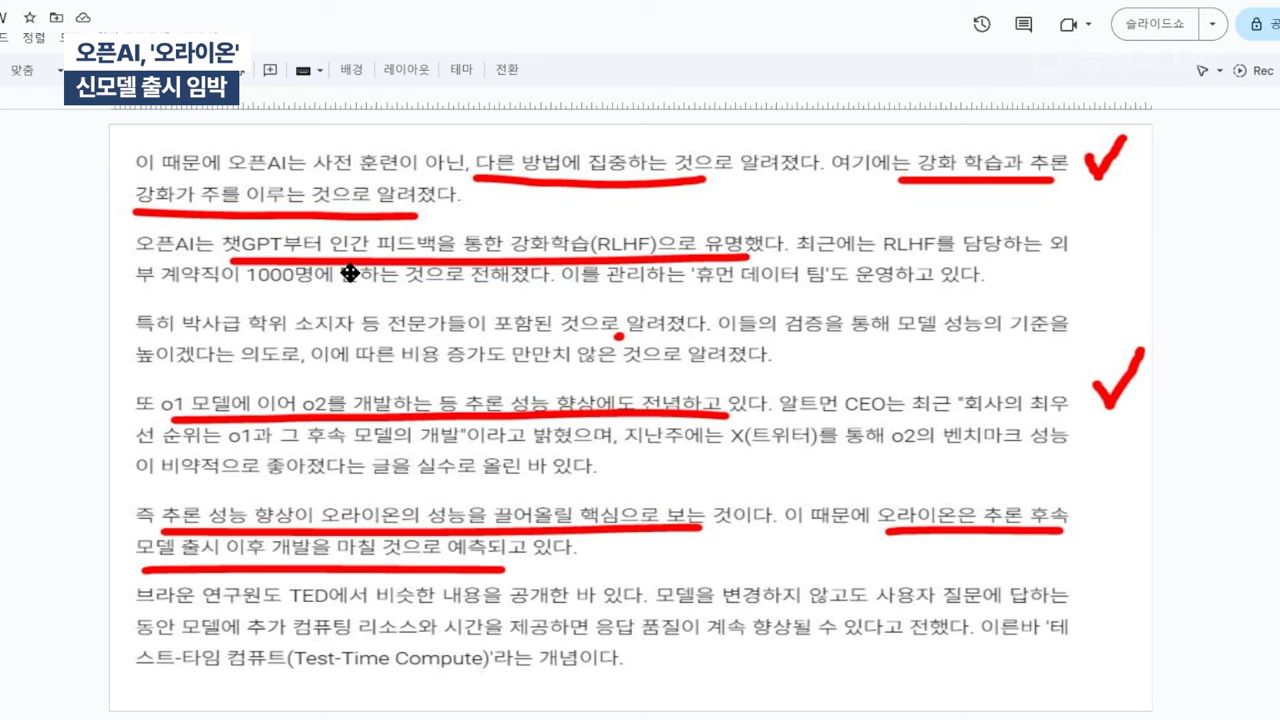 슬라이드쇼
정렬
오픈AI, '오라이온'
신모델 출시 임박
맞춤
배경
레이아웃
테마
전환
Rec
이 때문에 오픈AI는 사전 훈련이 아닌, 다른 방법에 집중하는 것으로 알려졌다. 여기에는 강화 학습과 추론
강화가 주를 이루는 것으로 알려졌다.
오픈AI는 챗GPT부터 인간 피드백을 통한 강화학습(RLHF)으로 유명했다. 최근에는 RLHF를 담당하는 외
부 계약직이 1000명에 하는 것으로 전해졌다. 이를 관리하는 '휴먼 데이터 팀'도 운영하고 있다.
특히 박사급 학위 소지자 등 전문가들이 포함된 것으로 알려졌다. 이들의 검증을 통해 모델 성능의 기준을
높이겠다는 의도로, 이에 따른 비용 증가도 만만치 않은 것으로 알려졌다.
또 o1 모델에 이어 o2를 개발하는 등 추론 성능 향상에도 전념하고 있다. 알트먼 CEO는 최근 "회사의 최우
선 순위는 o1과 그 후속 모델의 개발"이라고 밝혔으며, 지난주에는 X(트위터)를 통해 o2의 벤치마크 성능
이 비약적으로 좋아졌다는 글을 실수로 올린 바 있다.
즉 추론 성능 향상이 오라이온의 성능을 끌어올릴 핵심으로 보는 것이다. 이 때문에 오라이온은 추론 후속
모델 출시 이후 개발을 마칠 것으로 예측되고 있다.
브라운 연구원도 TED에서 비슷한 내용을 공개한 바 있다. 모델을 변경하지 않고도 사용자 질문에 답하는
동안 모델에 추가 컴퓨팅 리소스와 시간을 제공하면 응답 품질이 계속 향상될 수 있다고 전했다. 이른바 '테
스트-타임 컴퓨트(Test-Time Compute)'라는 개념이다.